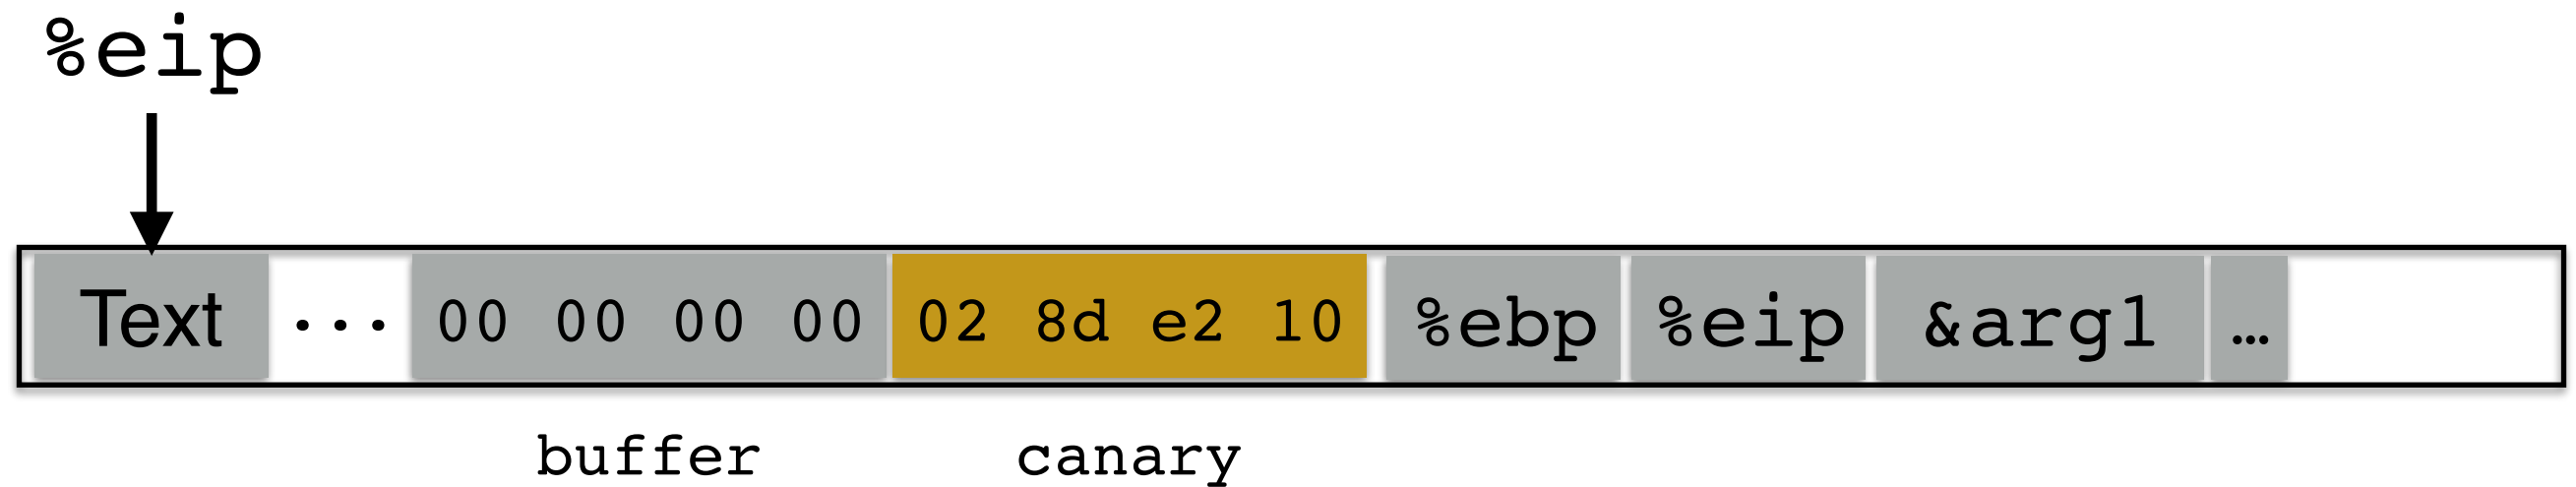 %eip
Text ... 00 00 00 00 02 8d e2 10 %ebp %eip &arg1 ...
buffer canary